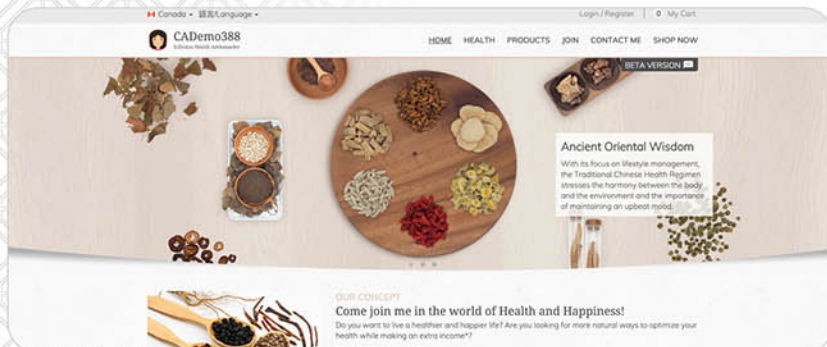 Canada 語言/Language
Login / Register 0 My Cart
CADemo388
Infinitus Health Ambassador
HOME HEALTH PRODUCTS JOIN CONTACT ME SHOP NOW
BETA VERSION
Ancient Oriental Wisdom
With its focus on lifestyle management,
the Traditional Chinese Health Regimen
stresses the harmony between the body
and the environment and the importance
of maintaining an upbeat mood.
OUR CONCEPT
Come join me in the world of Health and Happiness!
Do you want to live a healthier and happier life? Are you looking for more natural ways to optimize your
health while making an extra income*?